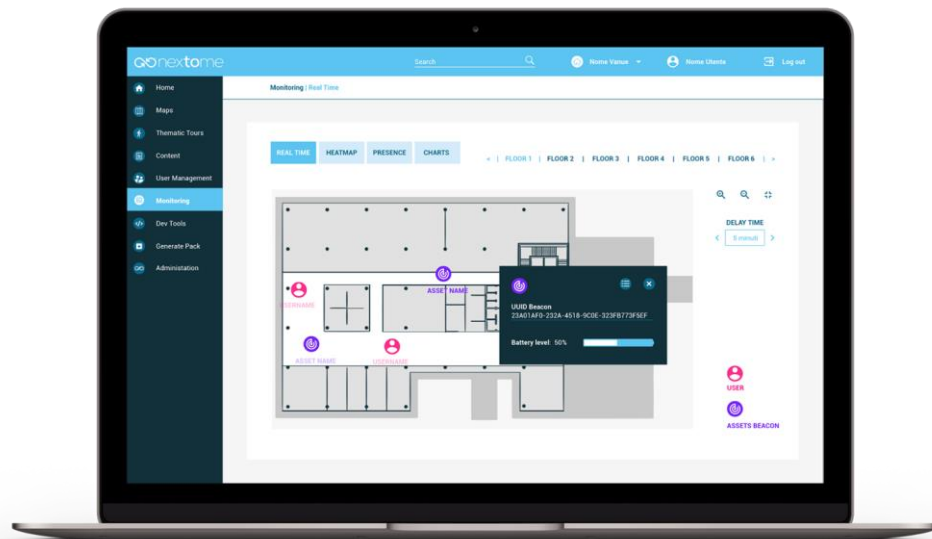 nextome
Search
Nome Venue
Nome Utente
Log out
Home
Maps
Thematic Tours
Content
User Management
Monitoring
Dev Tools
Generate Pack
Administation
Monitoring | Real Time
REAL TIME
HEATMAP
PRESENCE
CHARTS
< | FLOOR 1 | FLOOR 2 | FLOOR 3 | FLOOR 4 | FLOOR 5 | FLOOR 6 | >
DELAY TIME
< minuti >
ASSET NAME
USERNAME
ASSET NAME
USERNAME
UUID Beacon
23A01AF0-232A-4518-9C0E-323FB773F5EF
Battery level: 50%
USER
ASSETS BEACON